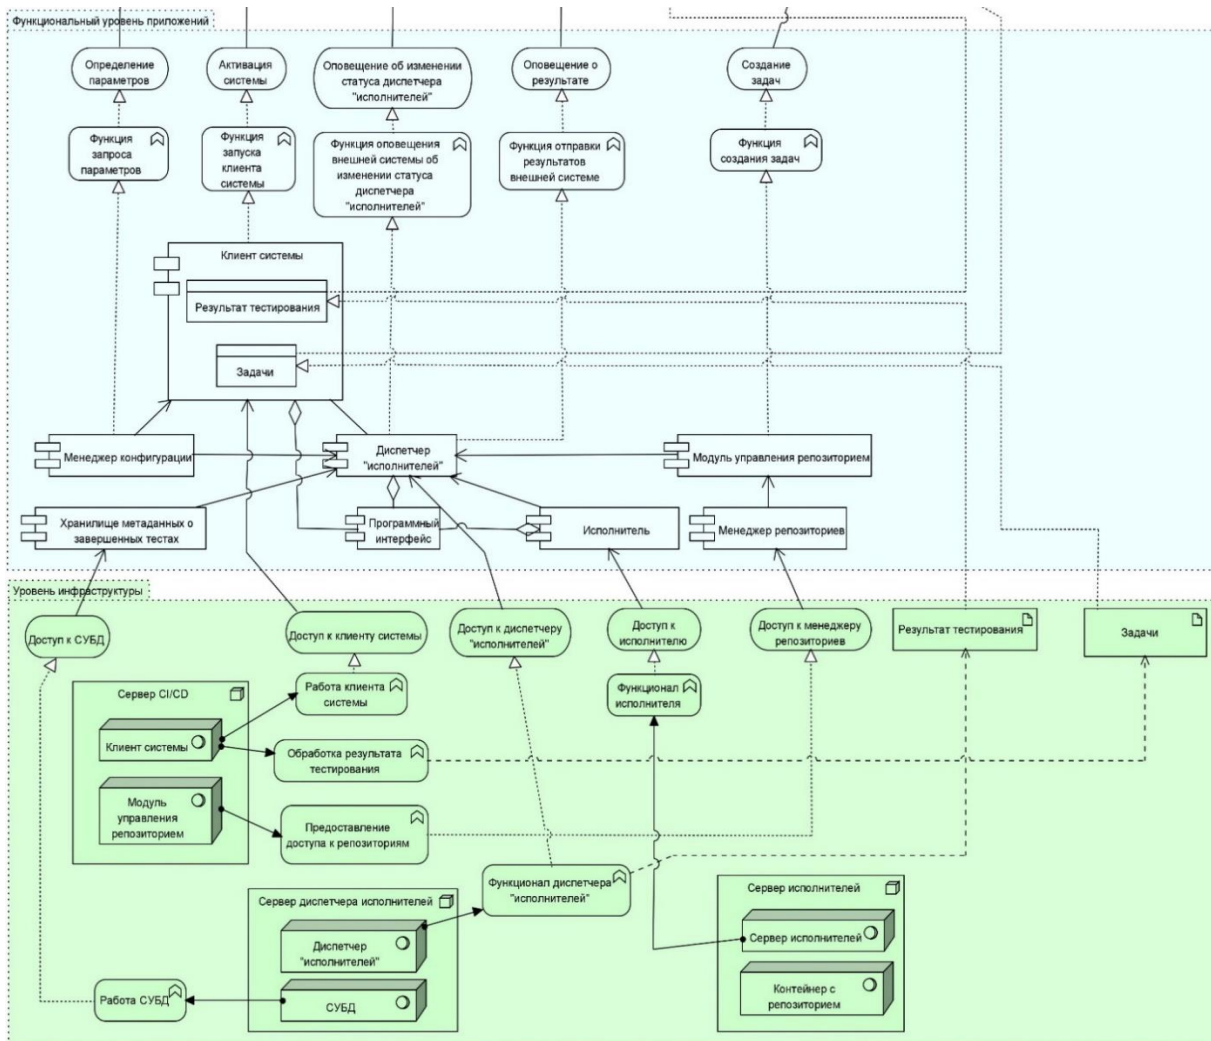 Функциональный уровень приложений
Определение
параметров
Активация
системы
Оповещение об изменении
статуса диспетчера
"исполнителей"
Оповещение о
результате
Создание
задач
Функция
запроса
параметров
Функция
запуска
клиента
системы
Функция оповещения
внешней системы об
изменении статуса
диспетчера
"исполнителей"
Функция отправки
результатов
внешней системе
Функция
создания задач
Клиент системы
Результат тестирования
Задачи
Менеджер конфигурации
Диспетчер
"исполнителей"
Модуль управления репозиторием
Хранилище метаданных о
завершенных тестах
Программный
интерфейс
Исполнитель
Менеджер репозиториев
Уровень инфраструктуры
Доступ к СУБД
Доступ к клиенту системы
Доступ к диспетчеру
"исполнителей"
Доступ к
исполнителю
Доступ к менеджеру
репозиториев
Результат тестирования
Задачи
Сервер CI/CD
Работа клиента
системы
Функционал
исполнителя
Клиент системы
Обработка результата
тестирования
Модуль
управления
репозиторием
Предоставление
доступа к репозиториям
Функционал диспетчера
"исполнителей"
Сервер диспетчера исполнителей
Сервер исполнителей
Диспетчер
"исполнителей"
Сервер исполнителей
Работа СУБД
СУБД
Контейнер с
репозиторием